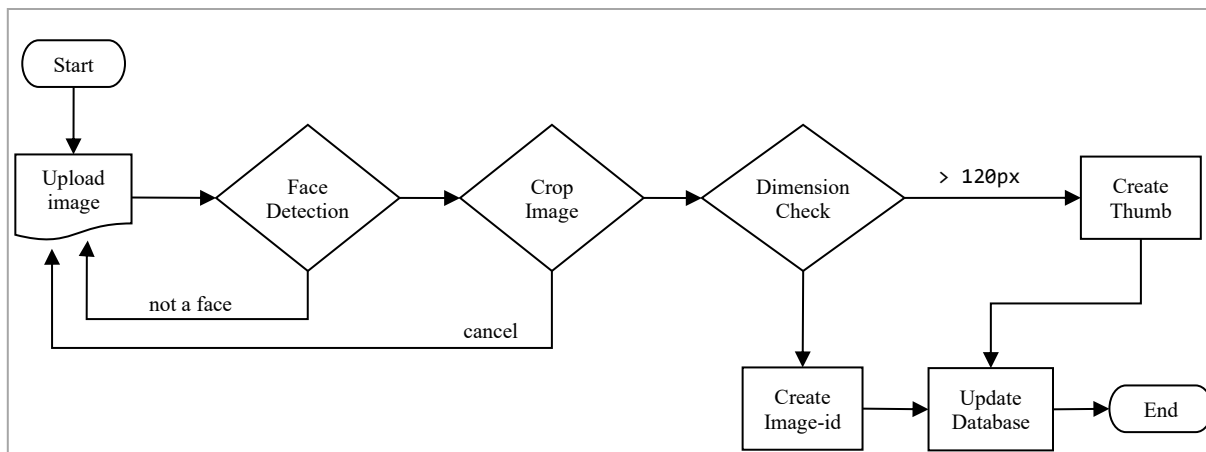 Start
Upload
image
Face
Detection
Crop
Image
Dimension
Check
> 120px
Create
Thumb
not a face
cancel
Create
Image-id
Update
Database
End